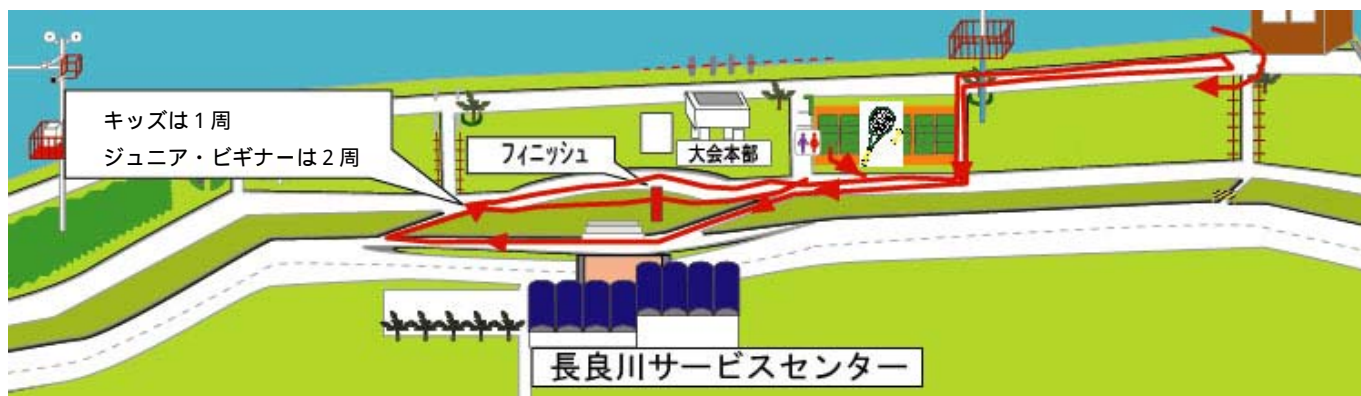 キッズは1周
ジュニア・ビギナーは2周
フィニッシュ
大会本部
長良川サービスセンター